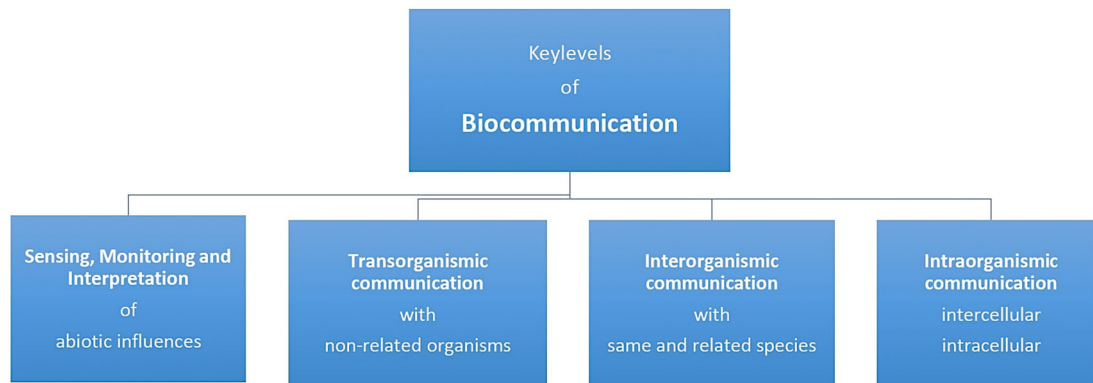 Keylevels
of
Biocommunication
Sensing, Monitoring and
Interpretation
of
abiotic influences
Transorganismic
communication
with
non-related organisms
Interorganismic
communication
with
same and related species
Intraorganismic
communication
intercellular
intracellular